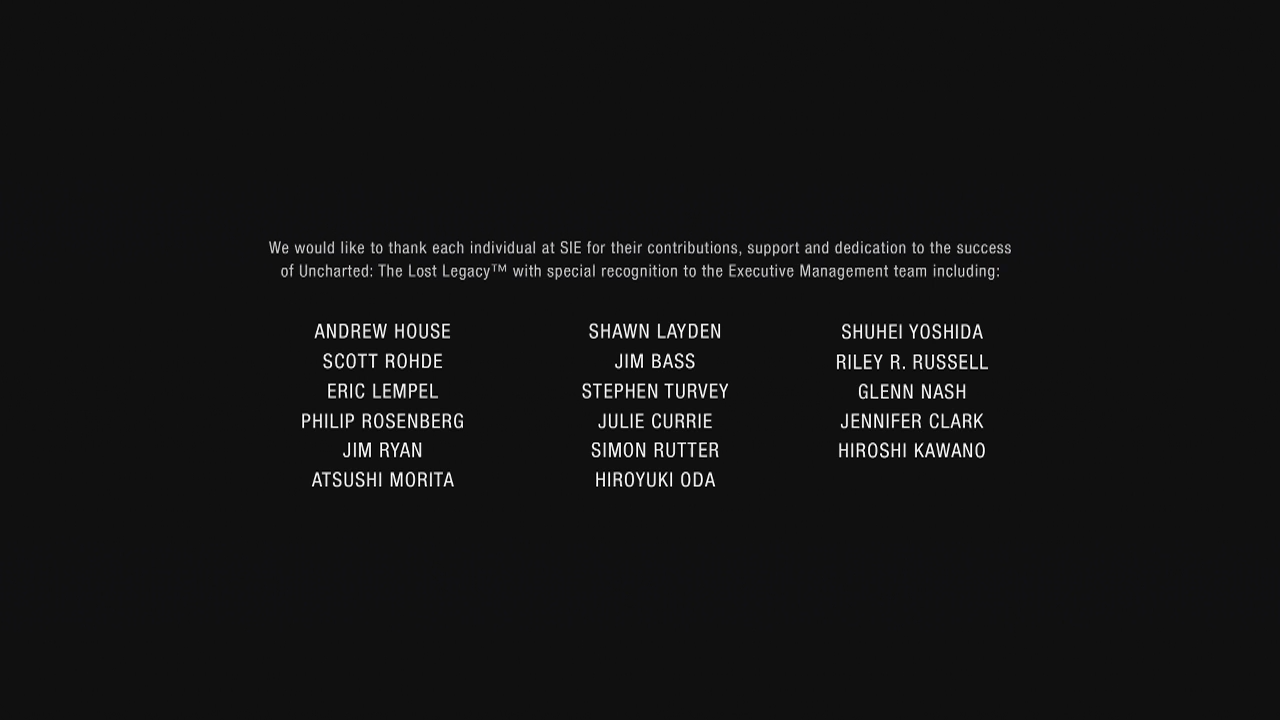 We would like to thank each individual at SIE for their contributions, support and dedication to the success
of Uncharted: The Lost Legacy™ with special recognition to the Executive Management team including:
ANDREW HOUSE SHAWN LAYDEN SHUHEI YOSHIDA
SCOTT ROHDE JIM BASS RILEY R. RUSSELL
ERIC LEMPEL STEPHEN TURVEY GLENN NASH
PHILIP ROSENBERG JULIE CURRIE JENNIFER CLARK
JIM RYAN SIMON RUTTER HIROSHI KAWANO
ATSUSHI MORITA HIROYUKI ODA